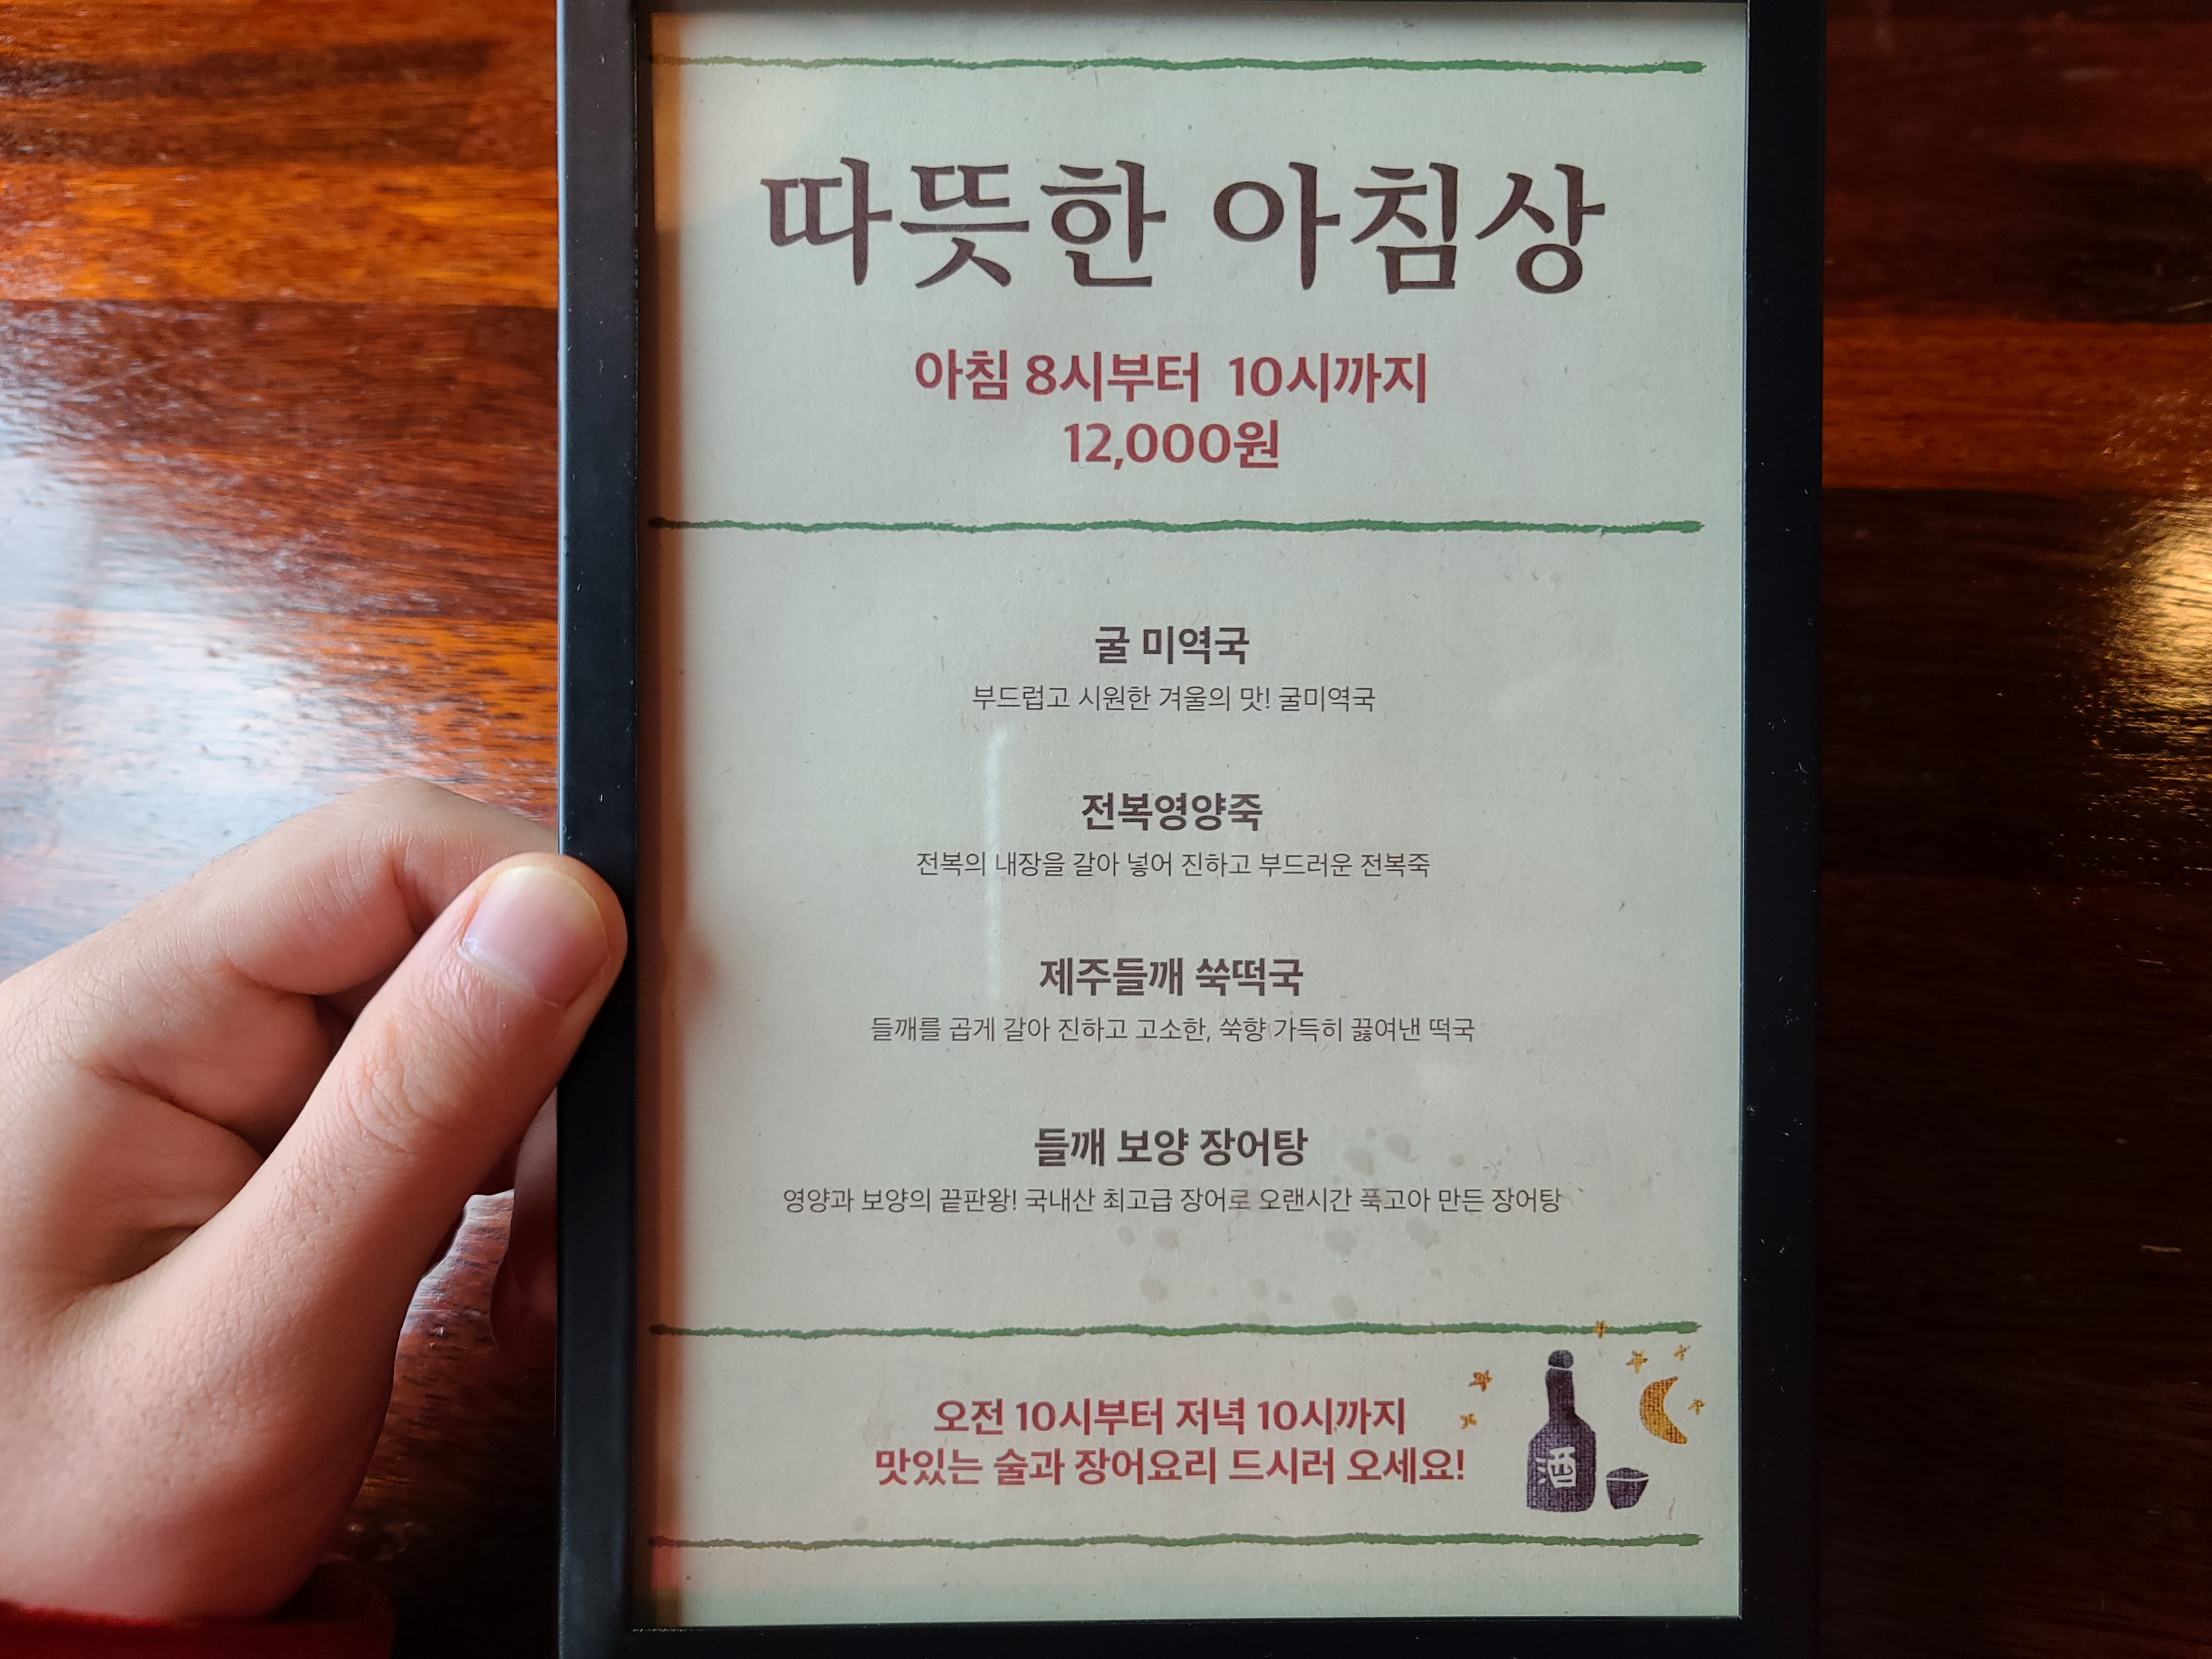 따뜻한 아침상
아침 8시부터 10시까지
12,000원
굴 미역국
부드럽고 시원한 겨울의 맛! 굴미역국
전복영양죽
전복의 내장을 갈아 넣어 진하고 부드러운 전복죽
제주들깨 쑥떡국
들깨를 곱게 갈아 진하고 고소한, 쑥향 가득히 끓여낸 떡국
들깨 보양 장어탕
영양과 보양의 끝판왕! 국내산 최고급 장어로 오랜시간 푹고아 만든 장어탕
오전 10시부터 저녁 10시까지
맛있는 술과 장어요리 드시러 오세요!
酒